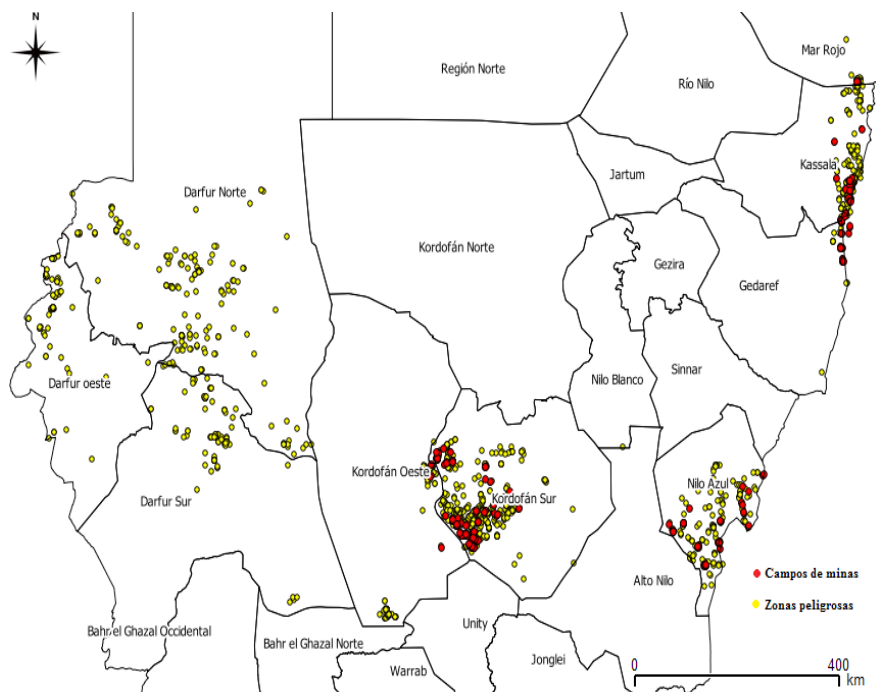 N
Mar Rojo
Región Norte
Río Nilo
Kassala
Jartum
Darfur Norte
Kordofán Norte
Gezira
Gedaref
Darfur oeste
Nilo Blanco
Sinnar
Kordofán Oeste
Darfur Sur
Kordofán Sur
Nilo Azul
Alto Nilo
Campos de minas
Zonas peligrosas
Bahr el Ghazal Occidental
Bahr el Ghazal Norte
Unity
Warrab
Jonglei
0 400
km